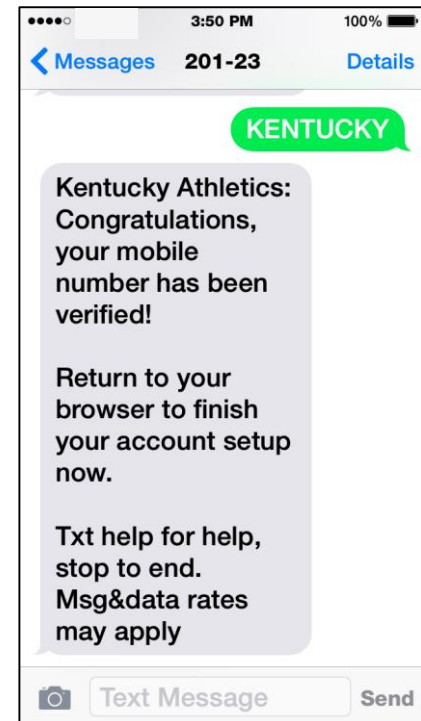 3:50 PM 100%
Messages 201-23 Details
KENTUCKY
Kentucky Athletics:
Congratulations,
your mobile
number has been
verified!
Return to your
browser to finish
your account setup
now.
Txt help for help,
stop to end.
Msg&data rates
may apply
Text Message Send